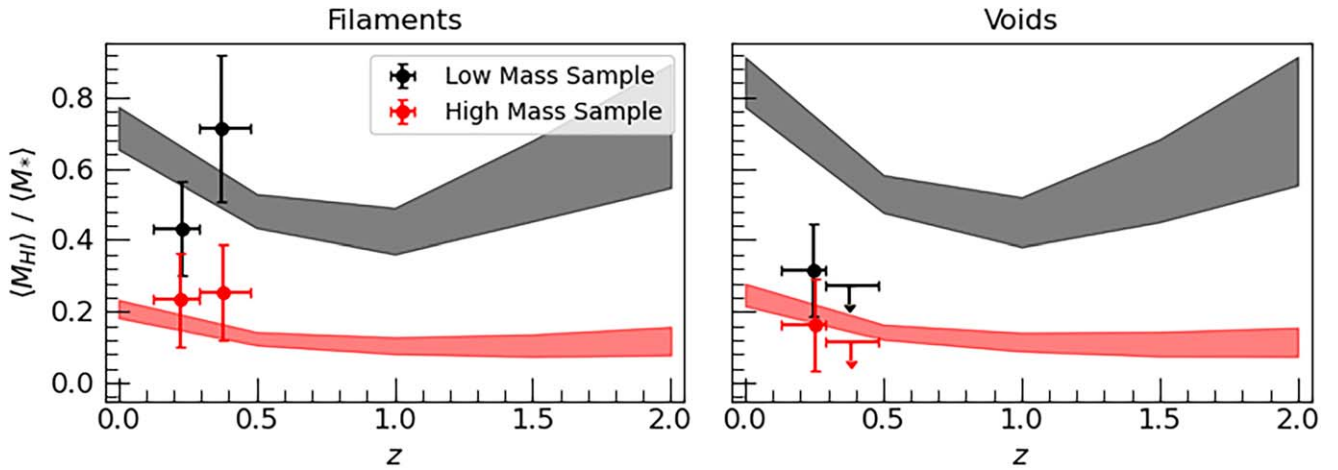 Filaments
Voids
Low Mass Sample
High Mass Sample
⟨M_HI⟩ / ⟨M_*⟩
0.8
0.6
0.4
0.2
0.0
0.0 0.5 1.0 1.5 2.0
0.0 0.5 1.0 1.5 2.0
z
z